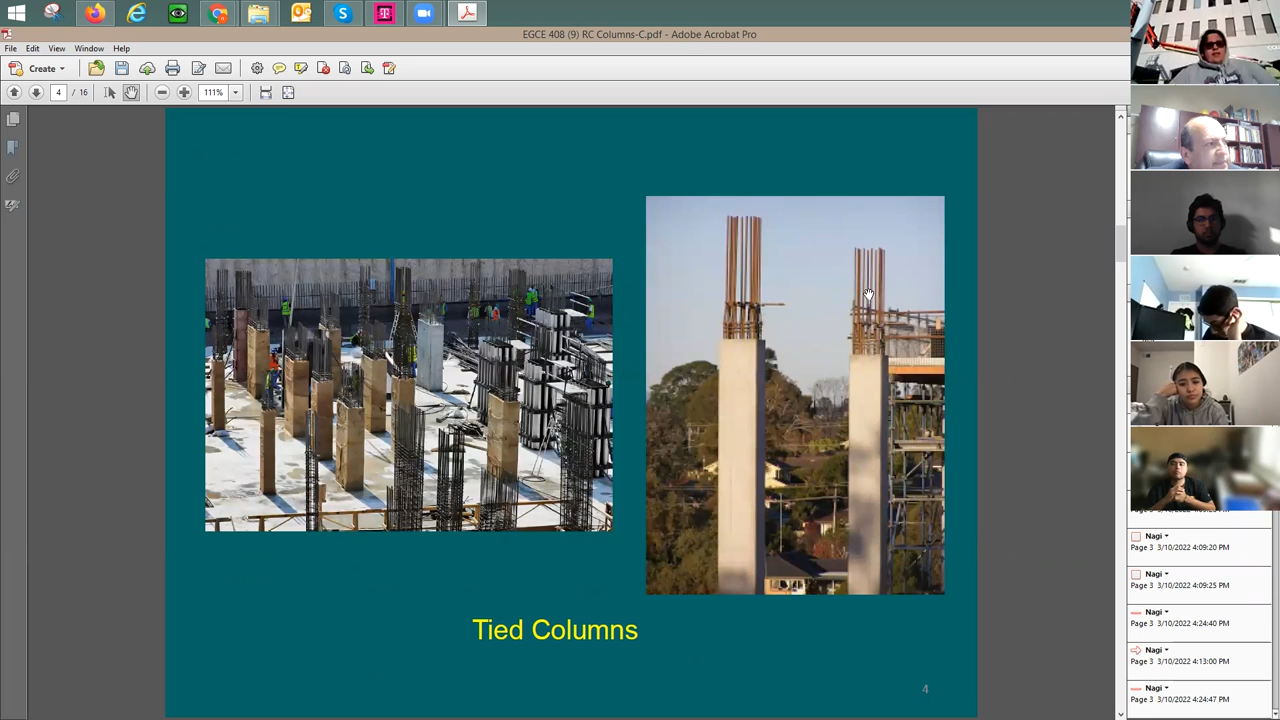 EGCE 408 (9) RC Columns-C.pdf - Adobe Acrobat Pro
File Edit View Window Help
Create
4 / 16 111%
Tied Columns
4
Nagi
Page 3 3/10/2022 4:09:20 PM
Nagi
Page 3 3/10/2022 4:09:25 PM
Nagi
Page 3 3/10/2022 4:24:40 PM
Nagi
Page 3 3/10/2022 4:13:00 PM
Nagi
Page 3 3/10/2022 4:24:47 PM